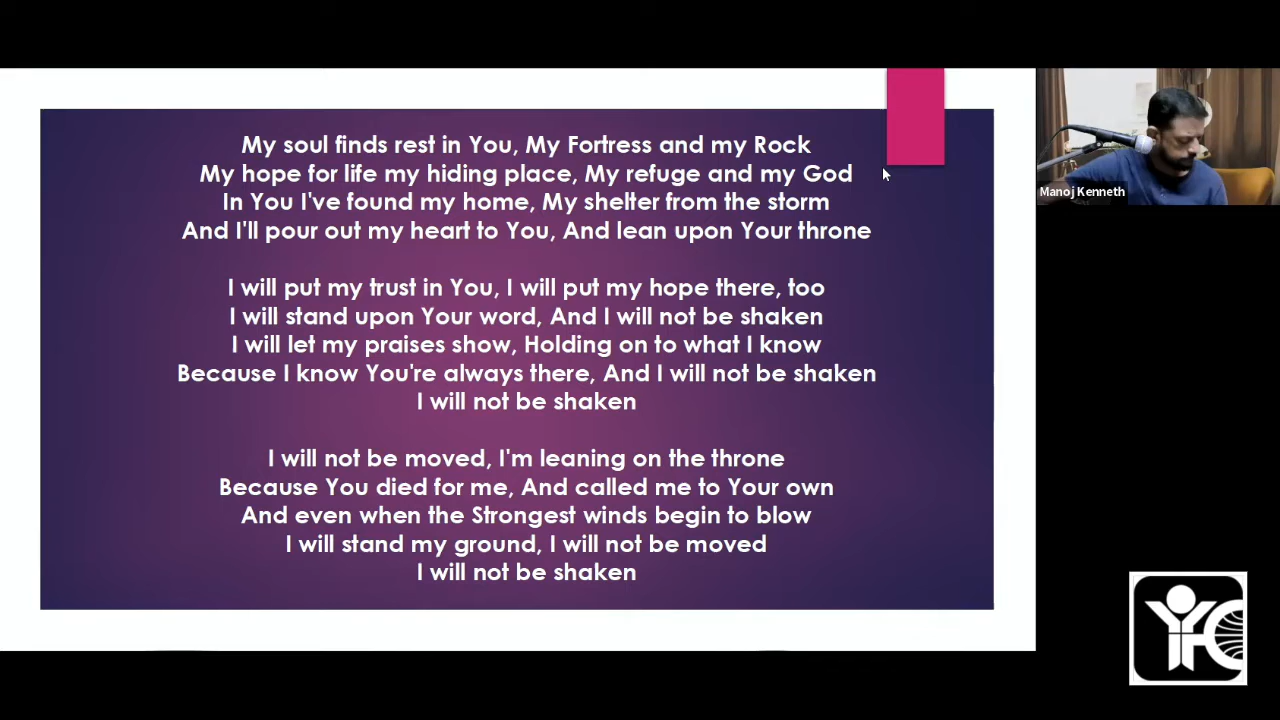 My soul finds rest in You, My Fortress and my Rock
My hope for life my hiding place, My refuge and my God
In You I've found my home, My shelter from the storm
And I'll pour out my heart to You, And lean upon Your throne
I will put my trust in You, I will put my hope there, too
I will stand upon Your word, And I will not be shaken
I will let my praises show, Holding on to what I know
Because I know You're always there, And I will not be shaken
I will not be shaken
I will not be moved, I'm leaning on the throne
Because You died for me, And called me to Your own
And even when the Strongest winds begin to blow
I will stand my ground, I will not be moved
I will not be shaken
Manoj Kenneth
YFC